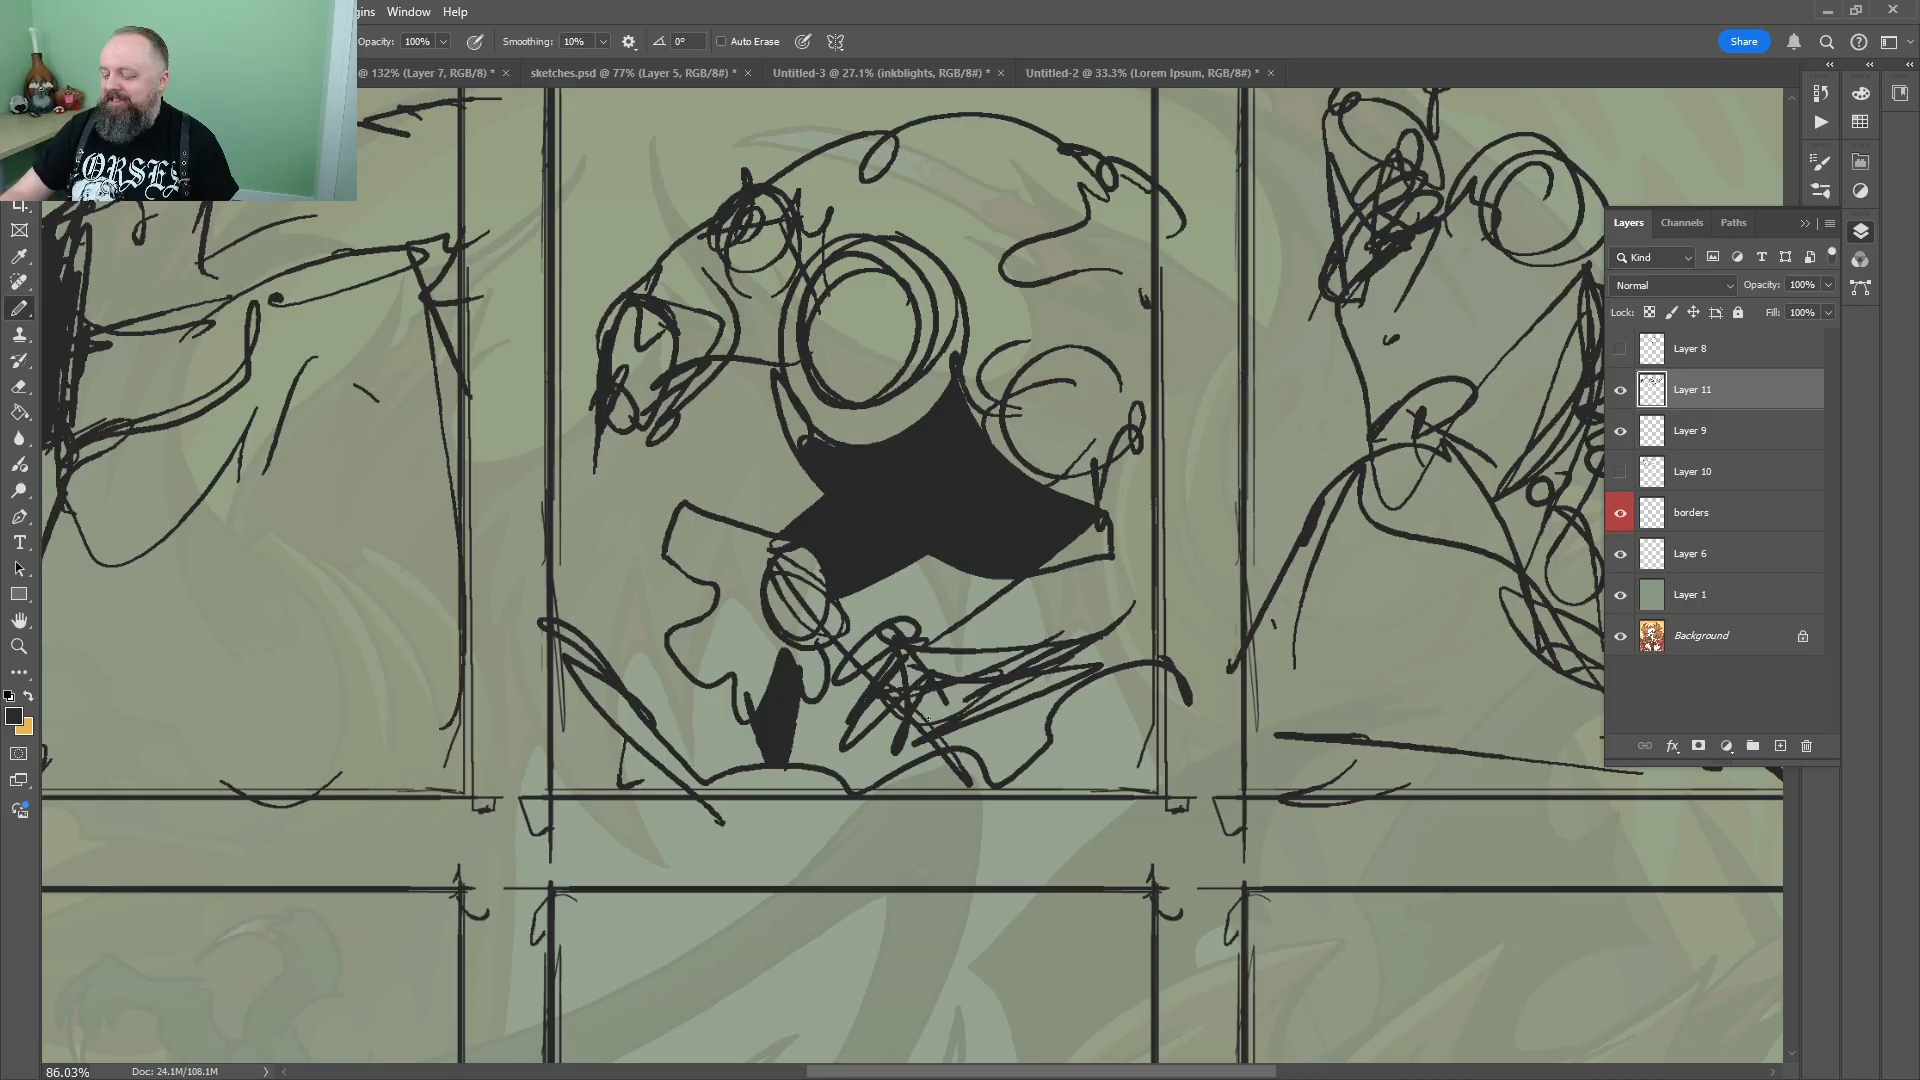 gins Window Help
Opacity: 100% Smoothing: 10% 0° Auto Erase Share
@ 132% (Layer 7, RGB/8) * sketches.psd @ 77% (Layer 5, RGB/8#) * Untitled-3 @ 27.1% (inkblights, RGB/8#) * Untitled-2 @ 33.3% (Lorem Ipsum, RGB/8#) *
ORSES
Layers Channels Paths
Kind
Normal Opacity: 100%
Lock: Fill: 100%
Layer 8
Layer 11
Layer 9
Layer 10
borders
Layer 6
Layer 1
Background
86.03% Doc: 24.1M/108.1M